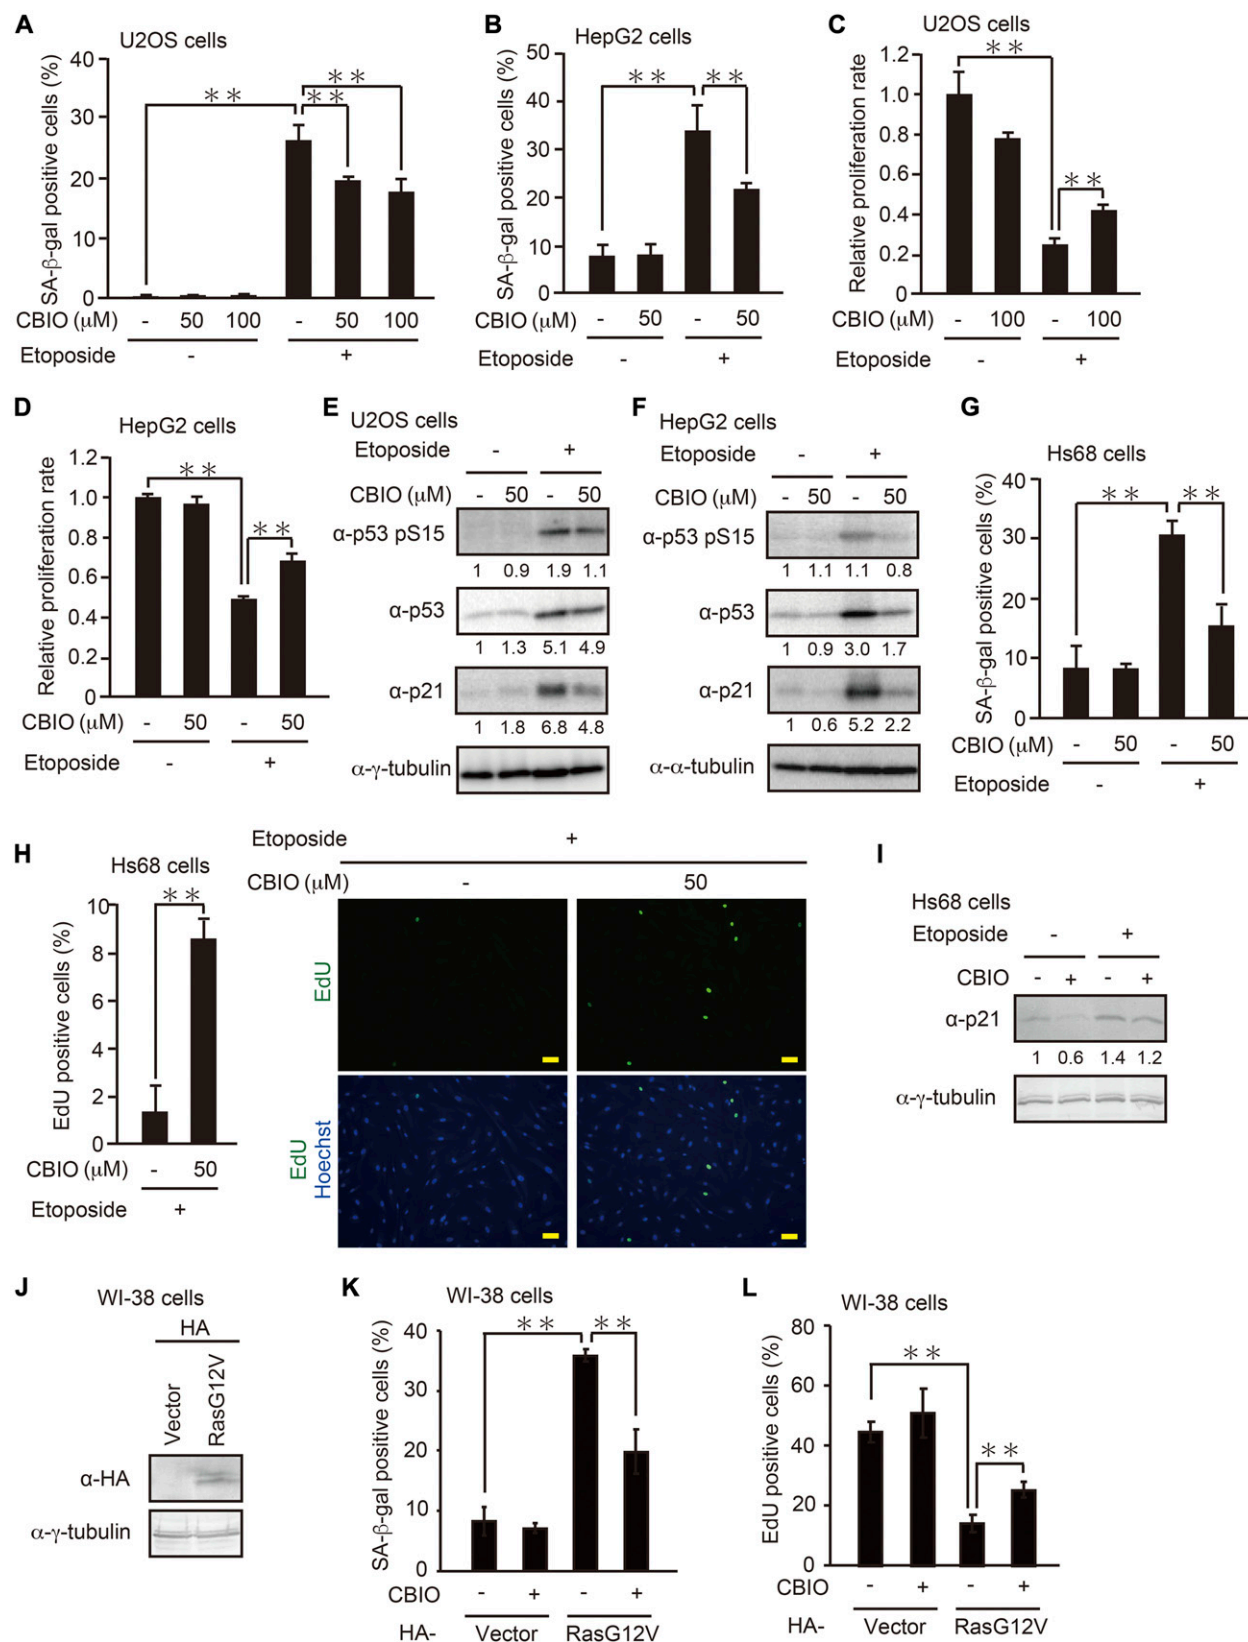 A
U2OS cells
SA-β-gal positive cells (%)
40
30
20
10
0
** ** **
CBIO (μM) - 50 100 - 50 100
Etoposide - +
B
HepG2 cells
SA-β-gal positive cells (%)
50
40
30
20
10
0
** **
CBIO (μM) - 50 - 50
Etoposide - +
C
U2OS cells
Relative proliferation rate
1.2
1.0
0.8
0.6
0.4
0.2
0
** **
CBIO (μM) - 100 - 100
Etoposide - +
D
HepG2 cells
Relative proliferation rate
1.2
1.0
0.8
0.6
0.4
0.2
0
** **
CBIO (μM) - 50 - 50
Etoposide - +
E
U2OS cells
Etoposide - +
CBIO (μM) - 50 - 50
α-p53 pS15
1 0.9 1.9 1.1
α-p53
1 1.3 5.1 4.9
α-p21
1 1.8 6.8 4.8
α-γ-tubulin
F
HepG2 cells
Etoposide - +
CBIO (μM) - 50 - 50
α-p53 pS15
1 1.1 1.1 0.8
α-p53
1 0.9 3.0 1.7
α-p21
1 0.6 5.2 2.2
α-α-tubulin
G
Hs68 cells
SA-β-gal positive cells (%)
40
30
20
10
0
** **
CBIO (μM) - 50 - 50
Etoposide - +
H
Hs68 cells
EdU positive cells (%)
10
8
6
4
2
0
**
CBIO (μM) - 50
Etoposide +
Etoposide +
CBIO (μM) - 50
EdU
EdU
Hoechst
I
Hs68 cells
Etoposide - +
CBIO - + - +
α-p21
1 0.6 1.4 1.2
α-γ-tubulin
J
WI-38 cells
HA
Vector RasG12V
α-HA
α-γ-tubulin
K
WI-38 cells
SA-β-gal positive cells (%)
40
30
20
10
0
** **
CBIO - + - +
HA- Vector RasG12V
L
WI-38 cells
EdU positive cells (%)
80
60
40
20
0
** **
CBIO - + - +
HA- Vector RasG12V